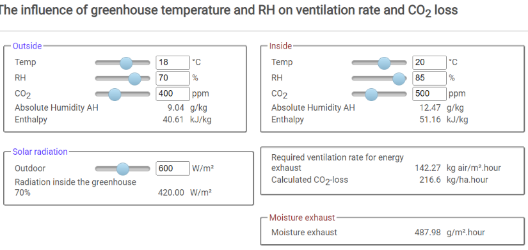 The influence of greenhouse temperature and RH on ventilation rate and CO2 loss
Outside
Temp 18 °C
RH 70 %
CO2 400 ppm
Absolute Humidity AH 9.04 g/kg
Enthalpy 40.61 kJ/kg
Inside
Temp 20 °C
RH 85 %
CO2 500 ppm
Absolute Humidity AH 12.47 g/kg
Enthalpy 51.16 kJ/kg
Solar radiation
Outdoor 600 W/m²
Radiation inside the greenhouse
70% 420.00 W/m²
Required ventilation rate for energy
exhaust 142.27 kg air/m².hour
Calculated CO2-loss 216.6 kg/ha.hour
Moisture exhaust
Moisture exhaust 487.98 g/m².hour